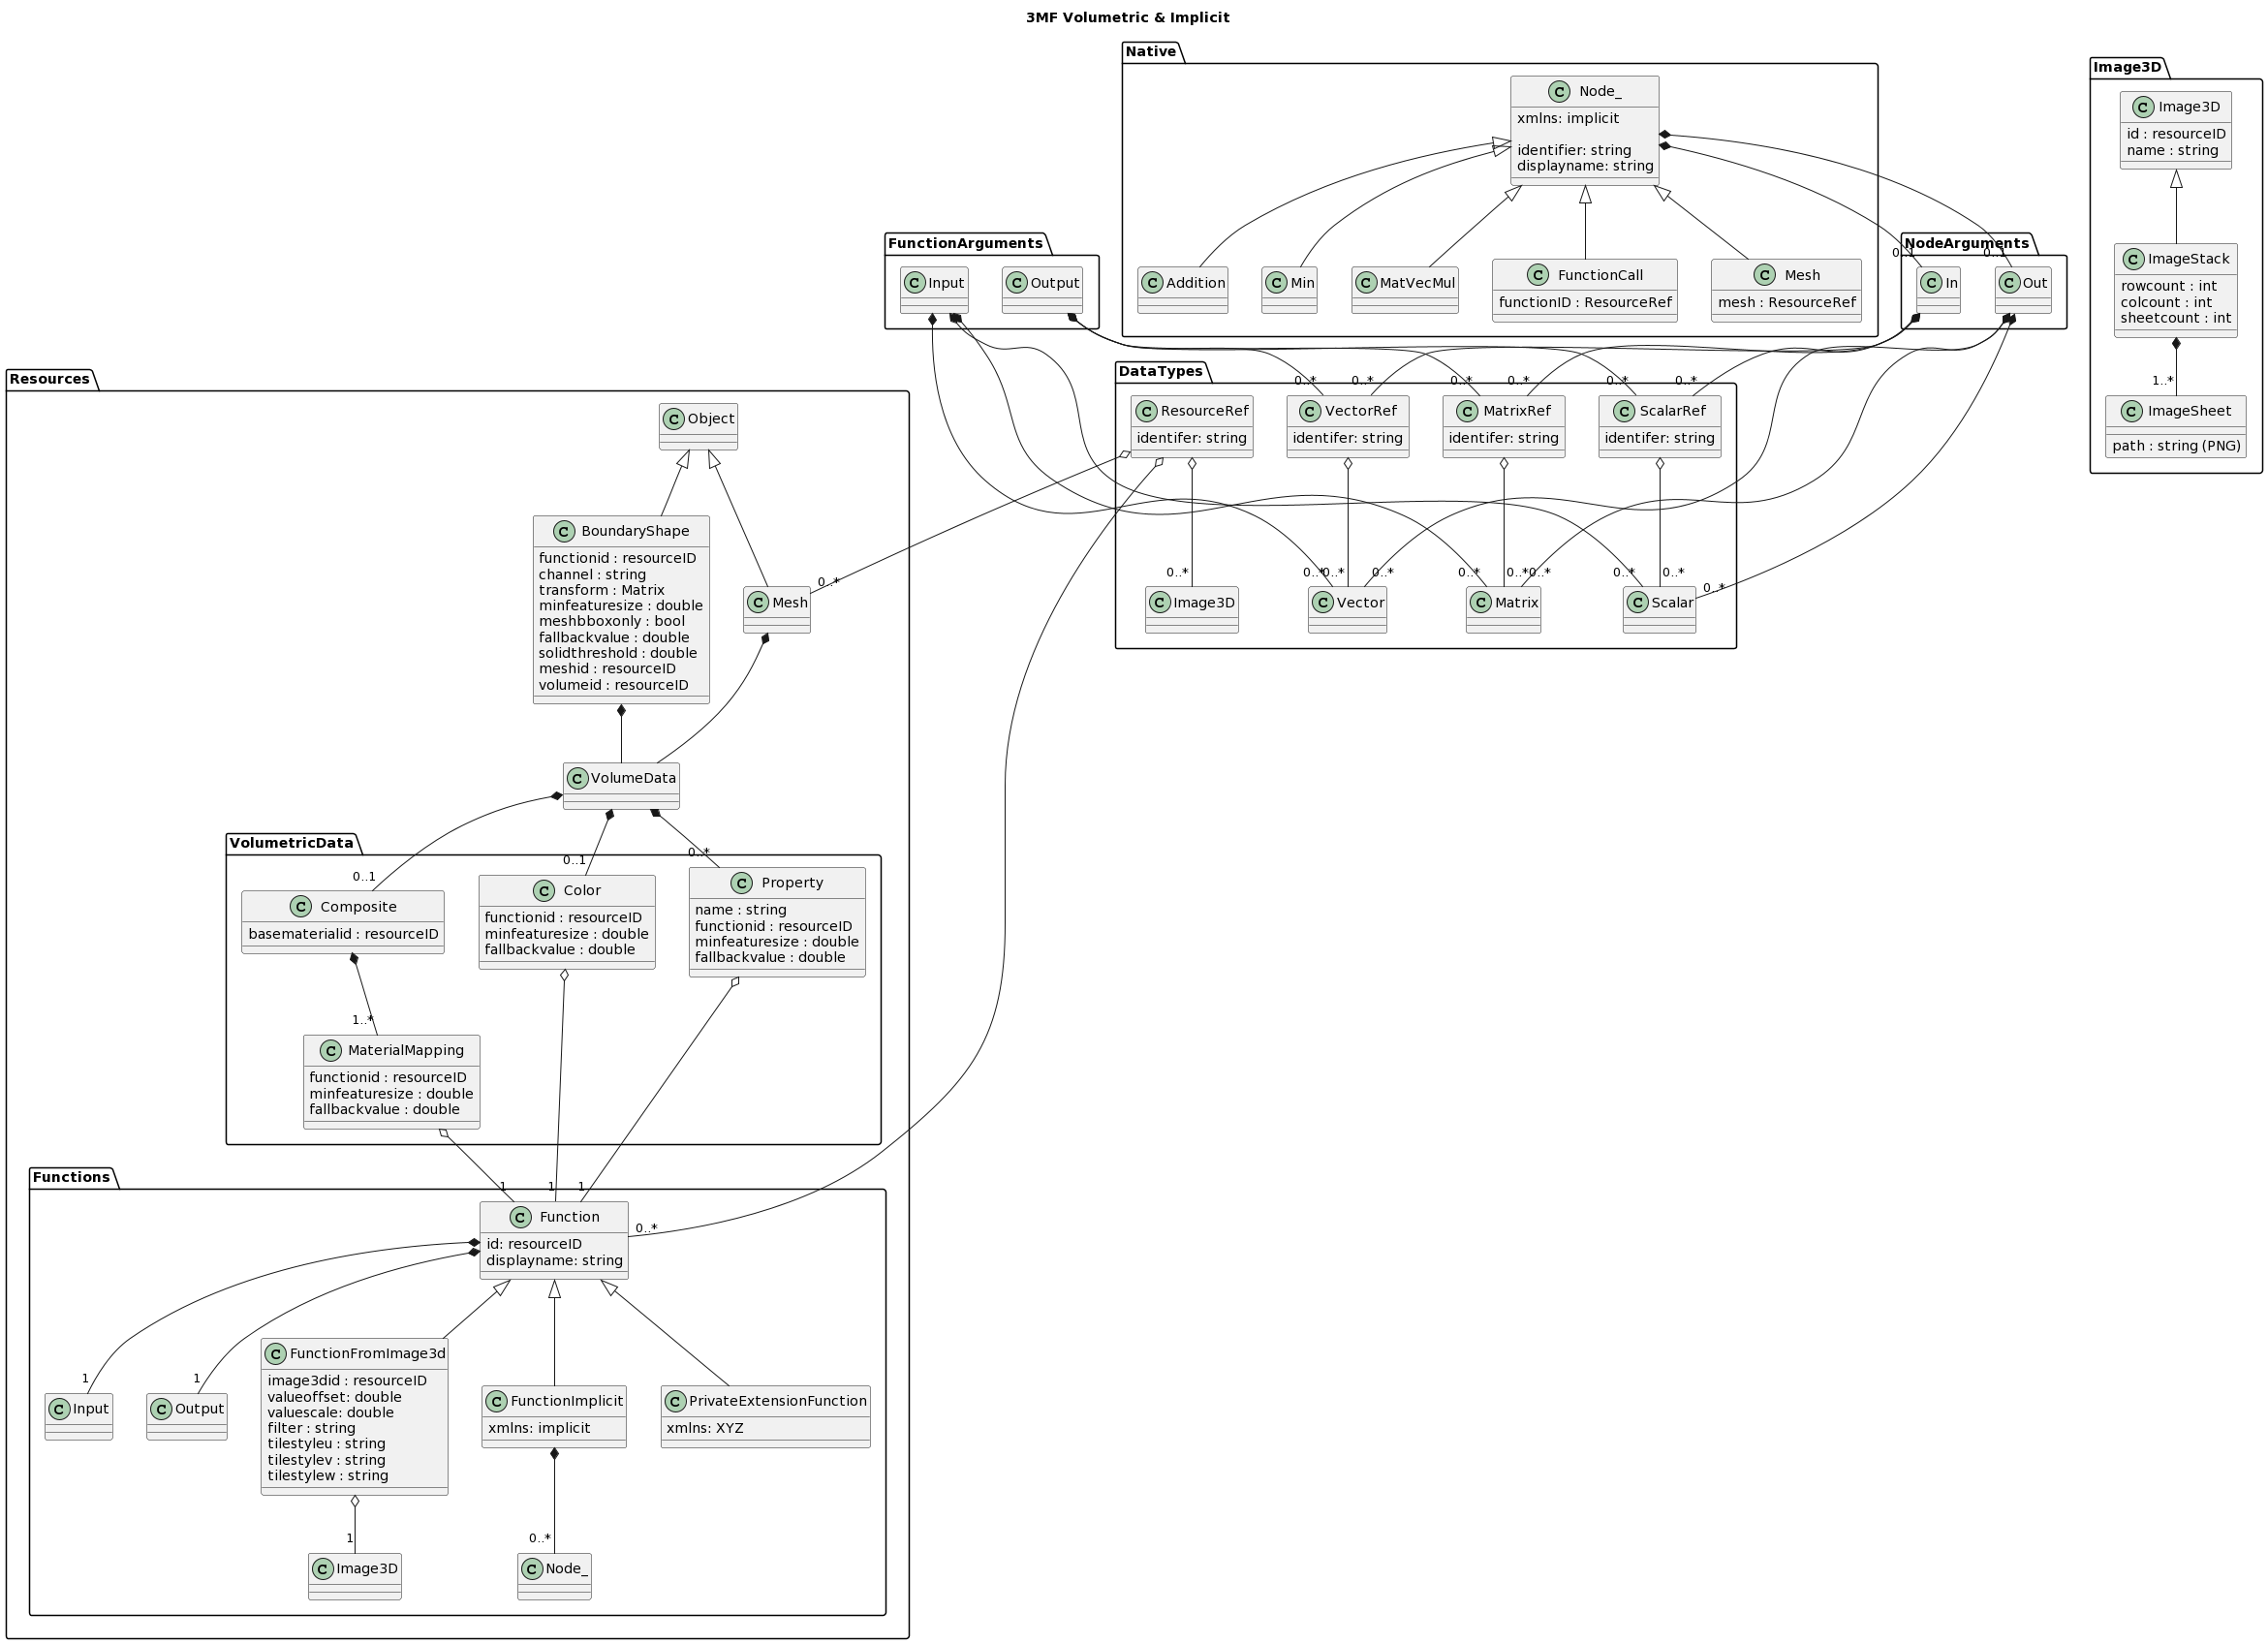 3MF Volumetric & Implicit
Native
C Node_
xmlns: implicit
identifier: string
displayname: string
C Addition
C Min
C MatVecMul
C FunctionCall
functionID : ResourceRef
C Mesh
mesh : ResourceRef
Image3D
C Image3D
id : resourceID
name : string
C ImageStack
rowcount : int
colcount : int
sheetcount : int
1..*
C ImageSheet
path : string (PNG)
FunctionArguments
C Input
C Output
NodeArguments
0..1
0..1
C In
C Out
DataTypes
0..*
0..*
0..*
0..*
0..*
0..*
C ResourceRef
identifer: string
C VectorRef
identifer: string
C MatrixRef
identifer: string
C ScalarRef
identifer: string
0..*
0..*
0..*
0..*
0..*
0..*
0..*
0..*
0..*
0..*
C Image3D
C Vector
C Matrix
C Scalar
Resources
C Object
C BoundaryShape
functionid : resourceID
channel : string
transform : Matrix
minfeaturesize : double
meshbboxonly : bool
fallbackvalue : double
solidthreshold : double
meshid : resourceID
volumeid : resourceID
0..*
C Mesh
C VolumeData
VolumetricData
0..1
0..1
0..*
C Composite
basematerialid : resourceID
C Color
functionid : resourceID
minfeaturesize : double
fallbackvalue : double
C Property
name : string
functionid : resourceID
minfeaturesize : double
fallbackvalue : double
1..*
C MaterialMapping
functionid : resourceID
minfeaturesize : double
fallbackvalue : double
Functions
1
1
1
C Function
id: resourceID
displayname: string
0..*
1
1
C Input
C Output
C FunctionFromImage3d
image3did : resourceID
valueoffset: double
valuescale: double
filter : string
tilestyleu : string
tilestylev : string
tilestylew : string
C FunctionImplicit
xmlns: implicit
C PrivateExtensionFunction
xmlns: XYZ
1
0..*
C Image3D
C Node_